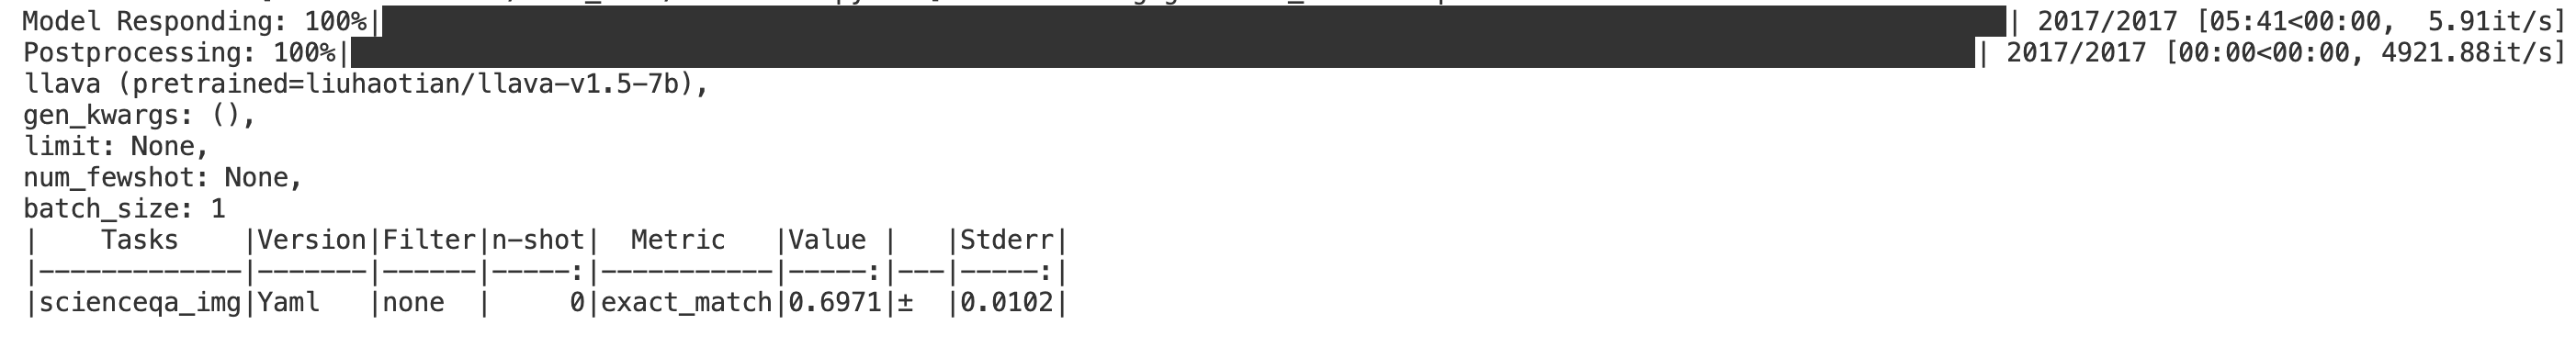 Model Responding: 100%|██████████| 2017/2017 [05:41<00:00,  5.91it/s]
Postprocessing: 100%|██████████| 2017/2017 [00:00<00:00, 4921.88it/s]
llava (pretrained=liuhaotian/llava-v1.5-7b),
gen_kwargs: (),
limit: None,
num_fewshot: None,
batch_size: 1
|    Tasks    |Version|Filter|n-shot|  Metric   |Value |   |Stderr|
|-------------|-------|------|-----:|-----------|-----:|---|-----:|
|scienceqa_img|Yaml   |none  |     0|exact_match|0.6971|±  |0.0102|